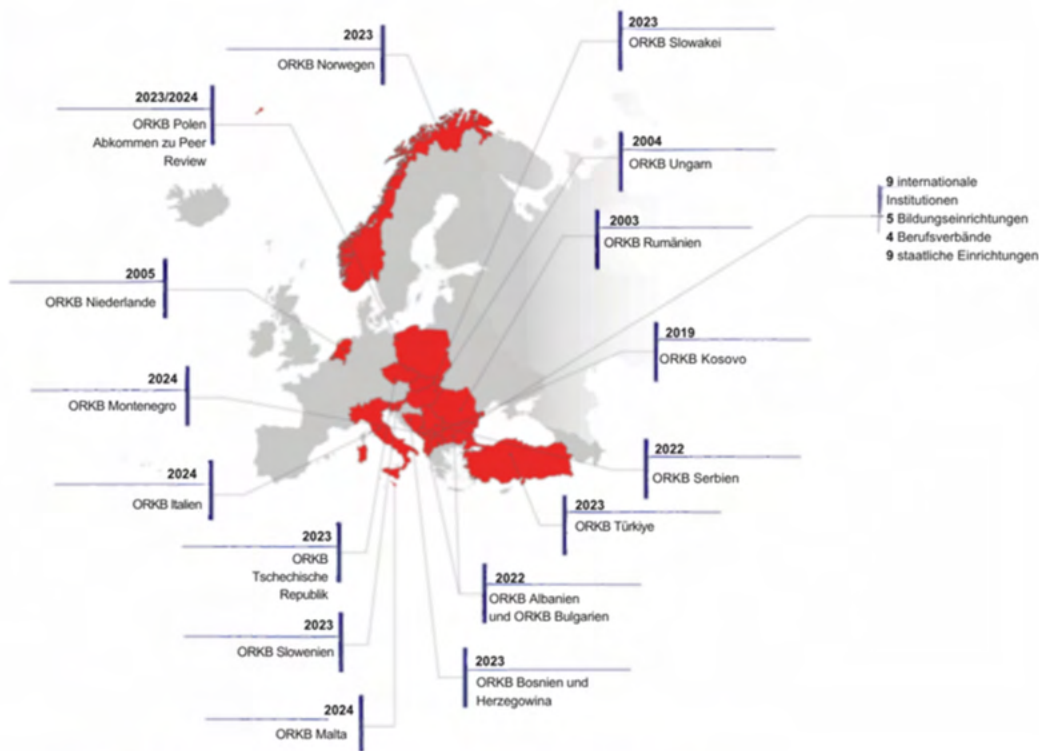 2023
ORKB Norwegen
2023
ORKB Slowakei
2023/2024
ORKB Polen
Abkommen zu Peer
Review
2004
ORKB Ungarn
9 internationale
Institutionen
5 Bildungseinrichtungen
4 Berufsverbände
9 staatliche Einrichtungen
2003
ORKB Rumänien
2005
ORKB Niederlande
2019
ORKB Kosovo
2024
ORKB Montenegro
2022
ORKB Serbien
2024
ORKB Italien
2023
ORKB Türkiye
2023
ORKB
Tschechische
Republik
2022
ORKB Albanien
und ORKB Bulgarien
2023
ORKB Slowenien
2023
ORKB Bosnien und
Herzegowina
2024
ORKB Malta